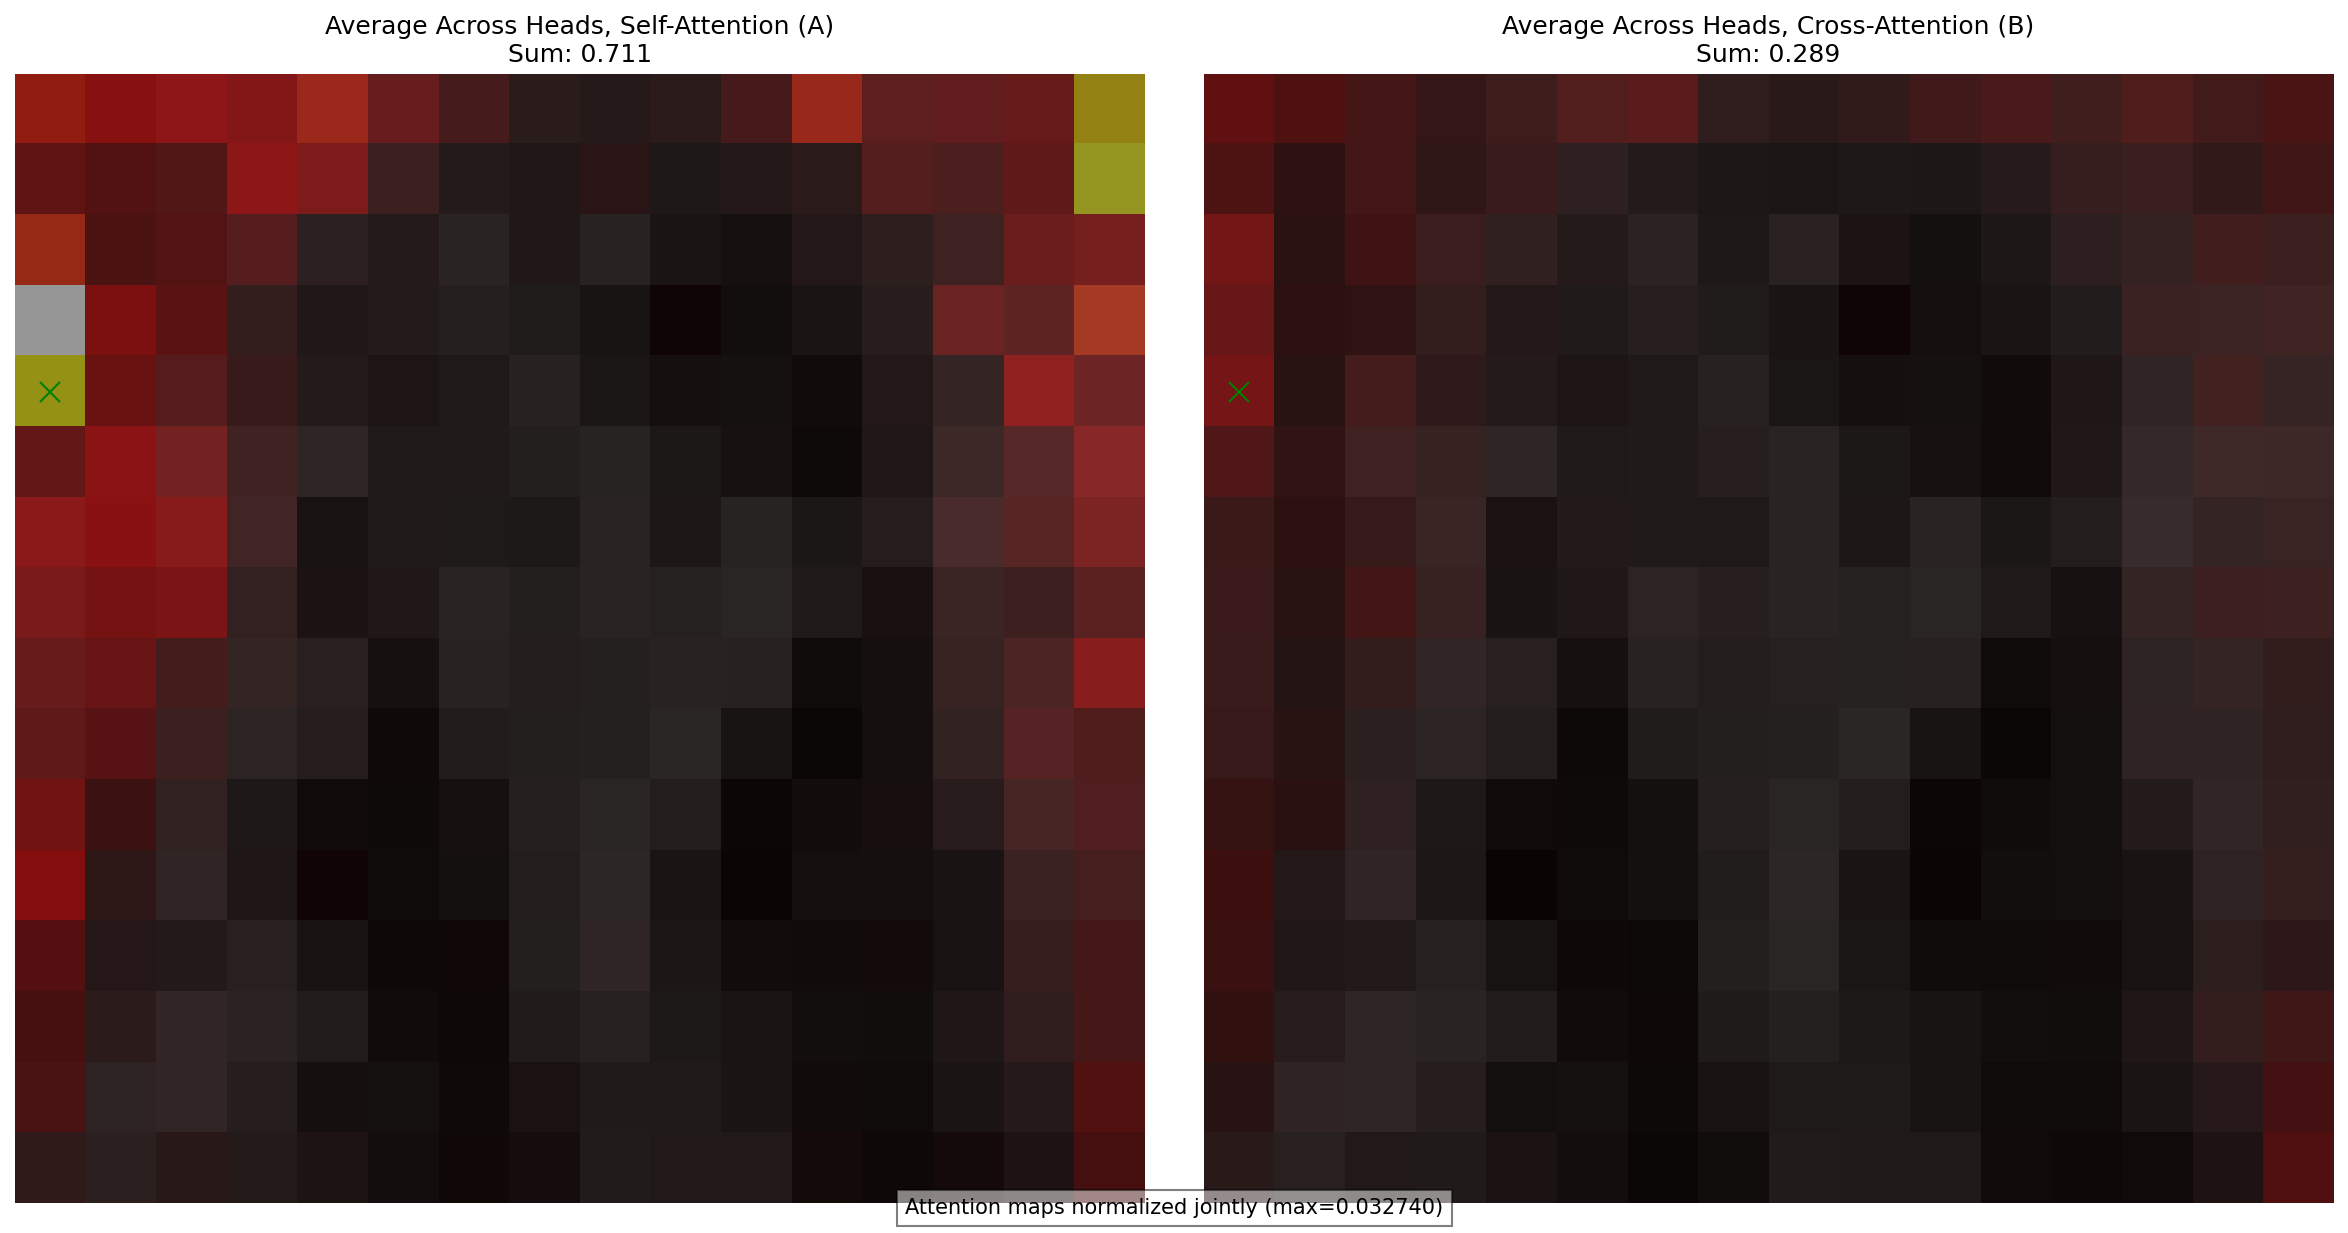 Average Across Heads, Self-Attention (A)
Sum: 0.711
Average Across Heads, Cross-Attention (B)
Sum: 0.289
Attention maps normalized jointly (max=0.032740)